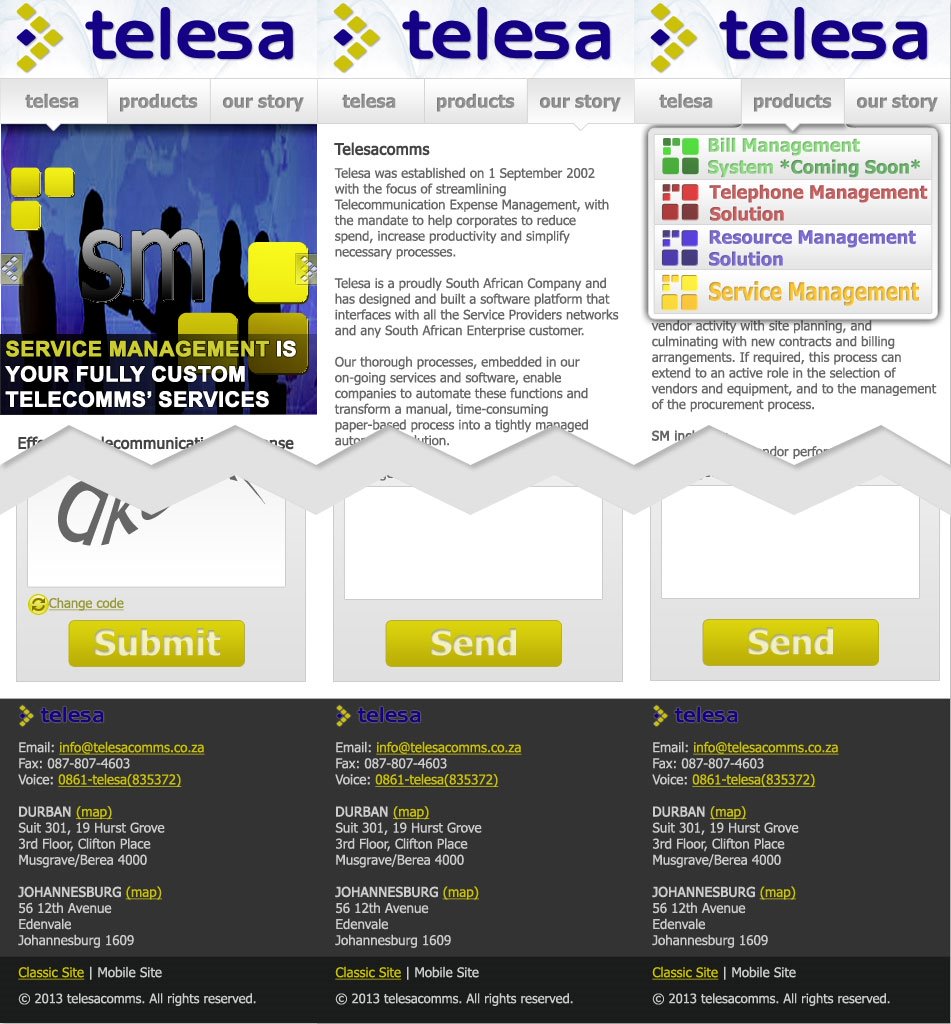 telesa
telesa
products
our story
sm
SERVICE MANAGEMENT IS
YOUR FULLY CUSTOM
TELECOMMS' SERVICES
Change code
Submit
telesa
Email: info@telesacomms.co.za
Fax: 087-807-4603
Voice: 0861-telesa(835372)
DURBAN (map)
Suit 301, 19 Hurst Grove
3rd Floor, Clifton Place
Musgrave/Berea 4000
JOHANNESBURG (map)
56 12th Avenue
Edenvale
Johannesburg 1609
Classic Site | Mobile Site
© 2013 telesacomms. All rights reserved.
telesa
telesa
products
our story
Telesacomms
Telesa was established on 1 September 2002
with the focus of streamlining
Telecommunication Expense Management, with
the mandate to help corporates to reduce
spend, increase productivity and simplify
necessary processes.
Telesa is a proudly South African Company and
has designed and built a software platform that
interfaces with all the Service Providers networks
and any South African Enterprise customer.
Our thorough processes, embedded in our
on-going services and software, enable
companies to automate these functions and
transform a manual, time-consuming
paper-based process into a tightly managed
Send
telesa
Email: info@telesacomms.co.za
Fax: 087-807-4603
Voice: 0861-telesa(835372)
DURBAN (map)
Suit 301, 19 Hurst Grove
3rd Floor, Clifton Place
Musgrave/Berea 4000
JOHANNESBURG (map)
56 12th Avenue
Edenvale
Johannesburg 1609
Classic Site | Mobile Site
© 2013 telesacomms. All rights reserved.
telesa
telesa
products
our story
Bill Management
System *Coming Soon*
Telephone Management
Solution
Resource Management
Solution
Service Management
vendor activity with site planning, and
culminating with new contracts and billing
arrangements. If required, this process can
extend to an active role in the selection of
vendors and equipment, and to the management
of the procurement process.
SM
Send
telesa
Email: info@telesacomms.co.za
Fax: 087-807-4603
Voice: 0861-telesa(835372)
DURBAN (map)
Suit 301, 19 Hurst Grove
3rd Floor, Clifton Place
Musgrave/Berea 4000
JOHANNESBURG (map)
56 12th Avenue
Edenvale
Johannesburg 1609
Classic Site | Mobile Site
© 2013 telesacomms. All rights reserved.